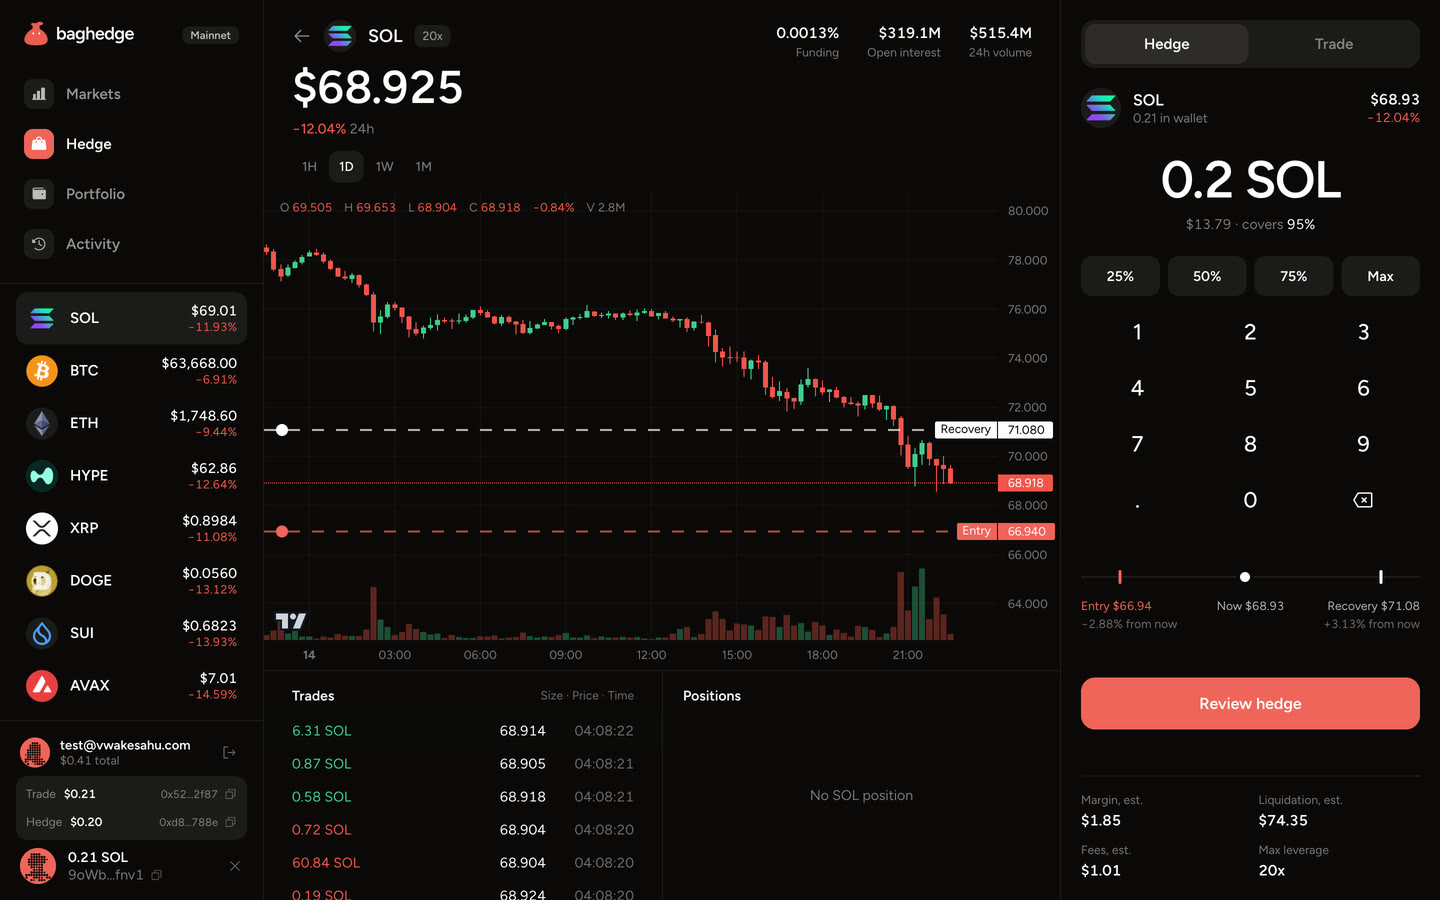 baghedge
Mainnet
Markets
Hedge
Portfolio
Activity
SOL $69.01
-11.93%
BTC $63,668.00
-6.91%
ETH $1,748.60
-9.44%
HYPE $62.86
-12.64%
XRP $0.8984
-11.08%
DOGE $0.0560
-13.12%
SUI $0.6823
-13.93%
AVAX $7.01
-14.59%
test@vwakesahu.com
$0.41 total
Trade $0.21 0x52...2f87
Hedge $0.20 0xd8...788e
0.21 SOL
9oWb...fnv1
SOL 20x
0.0013% $319.1M $515.4M
Funding Open interest 24h volume
$68.925
-12.04% 24h
1H 1D 1W 1M
O 69.505 H 69.653 L 68.904 C 68.918 -0.84% V 2.8M
80.000
78.000
76.000
74.000
72.000
Recovery 71.080
70.000
68.918
68.000
Entry 66.940
66.000
64.000
14 03:00 06:00 09:00 12:00 15:00 18:00 21:00
Trades Size · Price · Time
6.31 SOL 68.914 04:08:22
0.87 SOL 68.905 04:08:21
0.58 SOL 68.918 04:08:21
0.72 SOL 68.904 04:08:20
60.84 SOL 68.904 04:08:20
0.19 SOL 68.924 04:08:20
Positions
No SOL position
Hedge Trade
SOL $68.93
0.21 in wallet -12.04%
0.2 SOL
$13.79 · covers 95%
25% 50% 75% Max
1 2 3
4 5 6
7 8 9
. 0
Entry $66.94 Now $68.93 Recovery $71.08
-2.88% from now +3.13% from now
Review hedge
Margin, est. Liquidation, est.
$1.85 $74.35
Fees, est. Max leverage
$1.01 20x